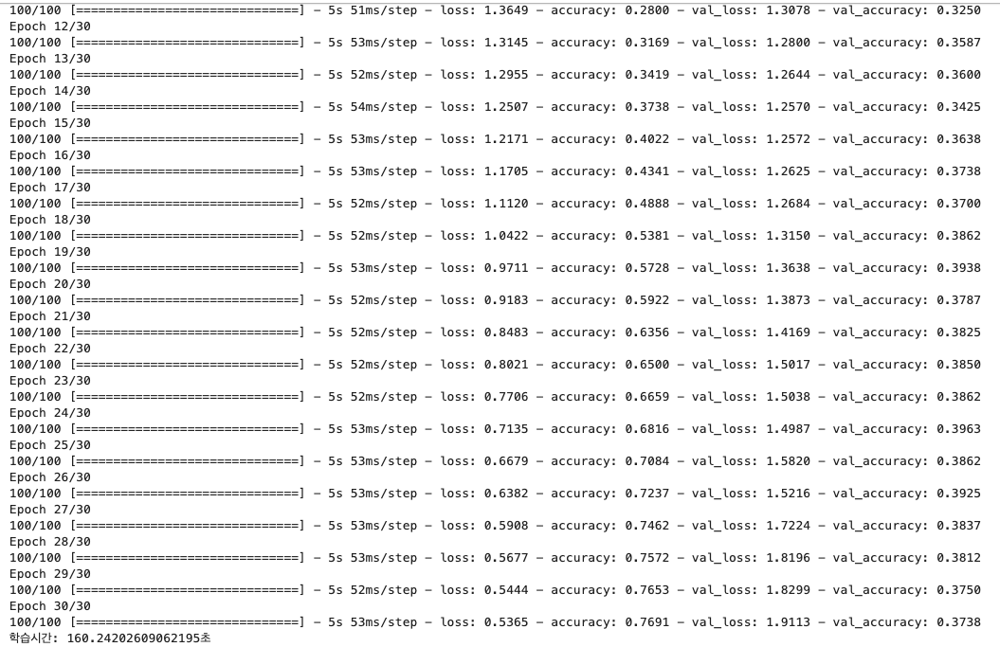 100/100 [==============================] - 5s 51ms/step - loss: 1.3649 - accuracy: 0.2800 - val_loss: 1.3078 - val_accuracy: 0.3250
Epoch 12/30
100/100 [==============================] - 5s 53ms/step - loss: 1.3145 - accuracy: 0.3169 - val_loss: 1.2800 - val_accuracy: 0.3587
Epoch 13/30
100/100 [==============================] - 5s 52ms/step - loss: 1.2955 - accuracy: 0.3419 - val_loss: 1.2644 - val_accuracy: 0.3600
Epoch 14/30
100/100 [==============================] - 5s 54ms/step - loss: 1.2507 - accuracy: 0.3738 - val_loss: 1.2570 - val_accuracy: 0.3425
Epoch 15/30
100/100 [==============================] - 5s 53ms/step - loss: 1.2171 - accuracy: 0.4022 - val_loss: 1.2572 - val_accuracy: 0.3638
Epoch 16/30
100/100 [==============================] - 5s 53ms/step - loss: 1.1705 - accuracy: 0.4341 - val_loss: 1.2625 - val_accuracy: 0.3738
Epoch 17/30
100/100 [==============================] - 5s 52ms/step - loss: 1.1120 - accuracy: 0.4888 - val_loss: 1.2684 - val_accuracy: 0.3700
Epoch 18/30
100/100 [==============================] - 5s 52ms/step - loss: 1.0422 - accuracy: 0.5381 - val_loss: 1.3150 - val_accuracy: 0.3862
Epoch 19/30
100/100 [==============================] - 5s 53ms/step - loss: 0.9711 - accuracy: 0.5728 - val_loss: 1.3638 - val_accuracy: 0.3938
Epoch 20/30
100/100 [==============================] - 5s 52ms/step - loss: 0.9183 - accuracy: 0.5922 - val_loss: 1.3873 - val_accuracy: 0.3787
Epoch 21/30
100/100 [==============================] - 5s 52ms/step - loss: 0.8483 - accuracy: 0.6356 - val_loss: 1.4169 - val_accuracy: 0.3825
Epoch 22/30
100/100 [==============================] - 5s 52ms/step - loss: 0.8021 - accuracy: 0.6500 - val_loss: 1.5017 - val_accuracy: 0.3850
Epoch 23/30
100/100 [==============================] - 5s 52ms/step - loss: 0.7706 - accuracy: 0.6659 - val_loss: 1.5038 - val_accuracy: 0.3862
Epoch 24/30
100/100 [==============================] - 5s 53ms/step - loss: 0.7135 - accuracy: 0.6816 - val_loss: 1.4987 - val_accuracy: 0.3963
Epoch 25/30
100/100 [==============================] - 5s 53ms/step - loss: 0.6679 - accuracy: 0.7084 - val_loss: 1.5820 - val_accuracy: 0.3862
Epoch 26/30
100/100 [==============================] - 5s 53ms/step - loss: 0.6382 - accuracy: 0.7237 - val_loss: 1.5216 - val_accuracy: 0.3925
Epoch 27/30
100/100 [==============================] - 5s 53ms/step - loss: 0.5908 - accuracy: 0.7462 - val_loss: 1.7224 - val_accuracy: 0.3837
Epoch 28/30
100/100 [==============================] - 5s 53ms/step - loss: 0.5677 - accuracy: 0.7572 - val_loss: 1.8196 - val_accuracy: 0.3812
Epoch 29/30
100/100 [==============================] - 5s 52ms/step - loss: 0.5444 - accuracy: 0.7653 - val_loss: 1.8299 - val_accuracy: 0.3750
Epoch 30/30
100/100 [==============================] - 5s 53ms/step - loss: 0.5365 - accuracy: 0.7691 - val_loss: 1.9113 - val_accuracy: 0.3738
학습시간: 160.24202609062195초